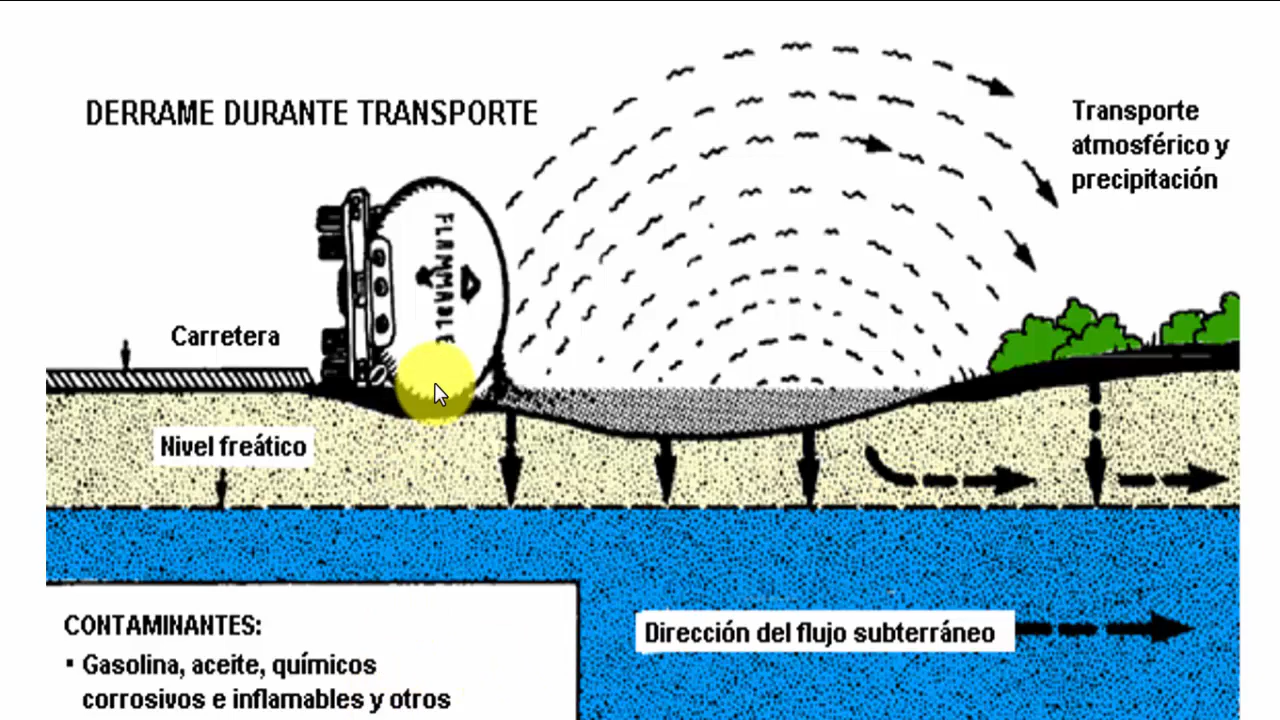 DERRAME DURANTE TRANSPORTE
Transporte
atmosférico y
precipitación
FLAMMABLE
Carretera
Nivel freático
Dirección del flujo subterráneo
CONTAMINANTES:
▪ Gasolina, aceite, químicos
corrosivos e inflamables y otros